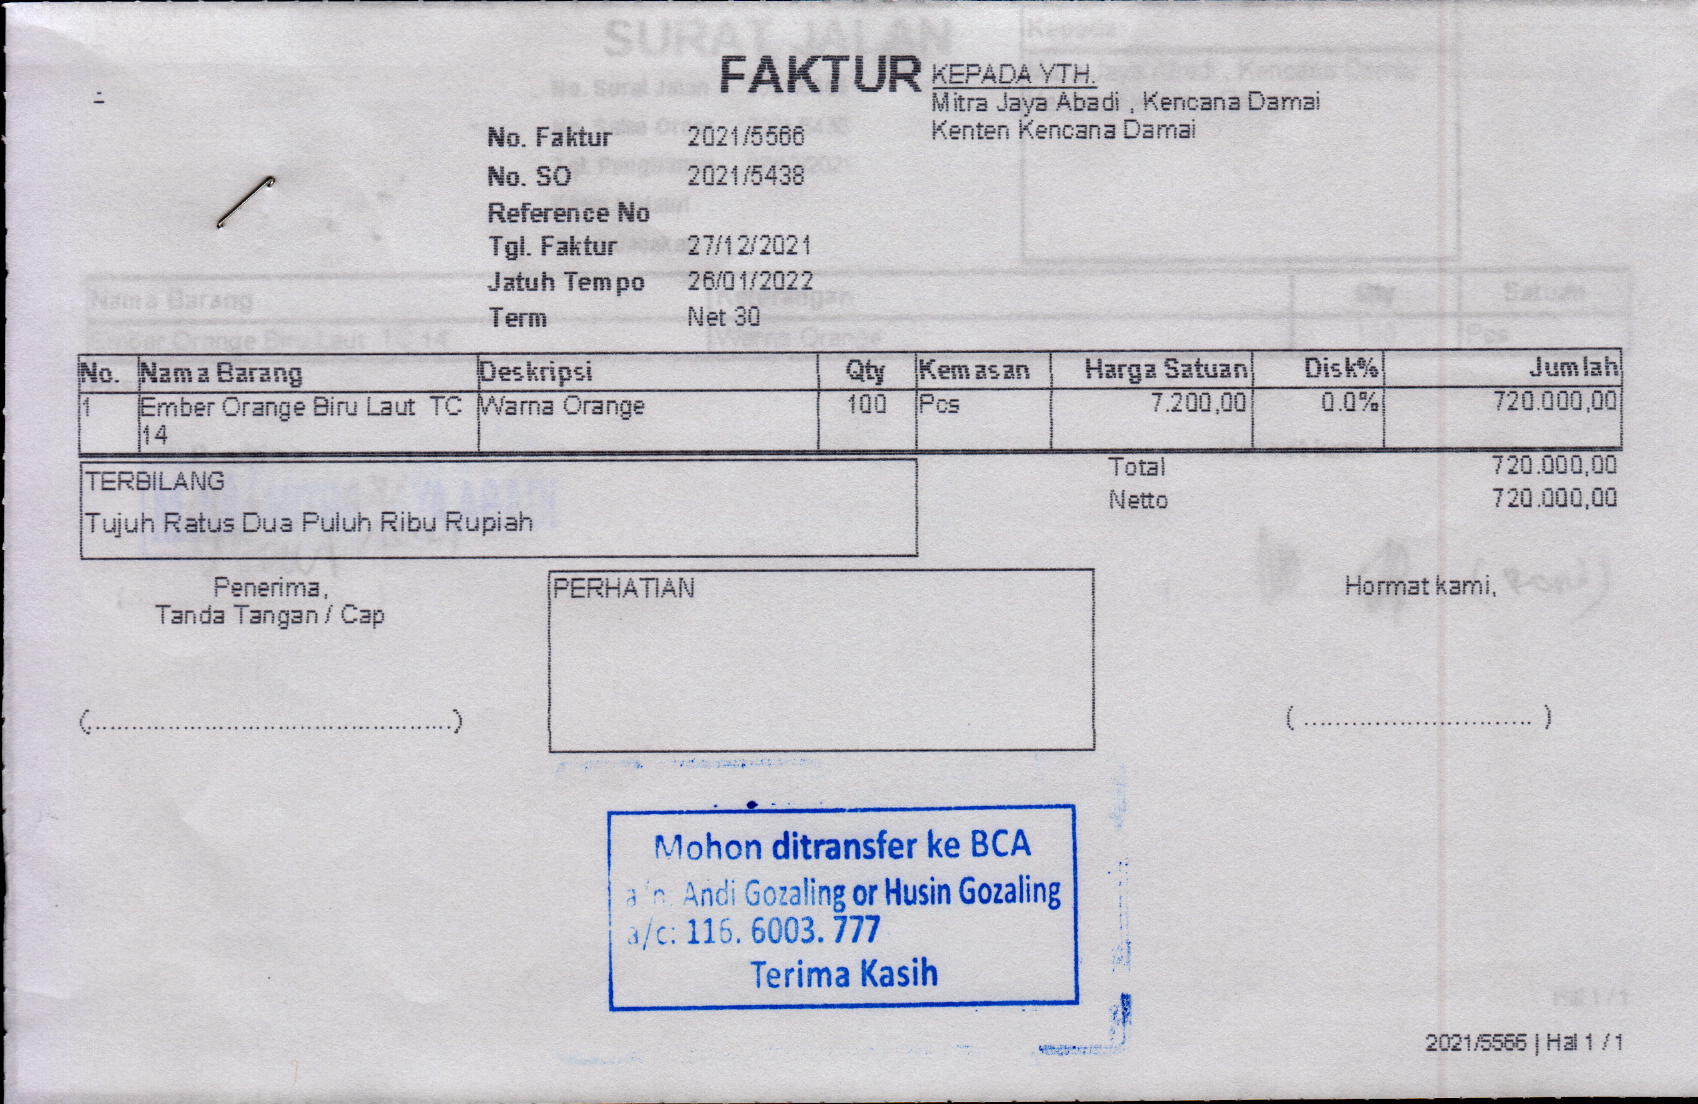 FAKTUR
KEPADA YTH.
Mitra Jaya Abadi , Kencana Damai
Kenten Kencana Damai
No. Faktur 2021/5566
No. SO 2021/5438
Reference No
Tgl. Faktur 27/12/2021
Jatuh Tempo 26/01/2022
Term Net 30
No. Nama Barang Deskripsi Qty Kemasan Harga Satuan Disk% Jumlah
1 Ember Orange Biru Laut TC Warna Orange 100 Pcs 7.200,00 0.0% 720.000,00
14
Total 720.000,00
Netto 720.000,00
TERBILANG
Tujuh Ratus Dua Puluh Ribu Rupiah
Penerima,
Tanda Tangan / Cap
(..................................................)
PERHATIAN
Hormat kami,
( ............................. )
Mohon ditransfer ke BCA
a/n. Andi Gozaling or Husin Gozaling
a/c: 116. 6003. 777
Terima Kasih
2021/5566 | Hal 1 / 1